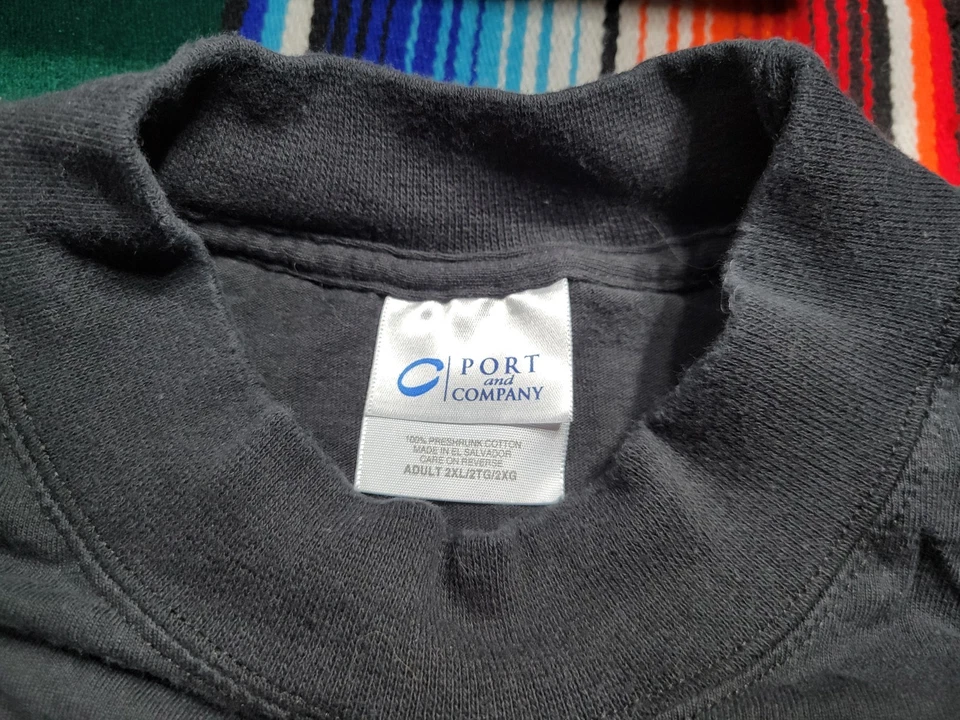 PORT
and
COMPANY
100% PRESHRUNK COTTON
MADE IN EL SALVADOR
CARE ON REVERSE
ADULT 2XL/2TG/2XG